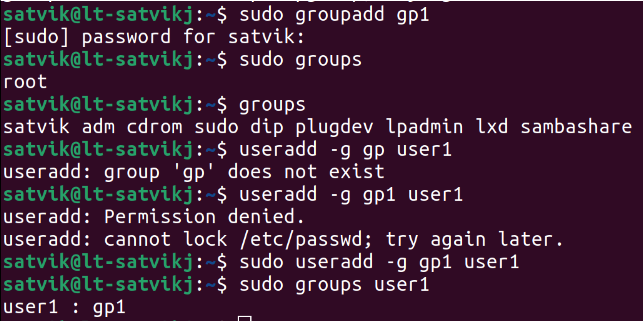 satvik@lt-satvikj:~$ sudo groupadd gp1
[sudo] password for satvik:
satvik@lt-satvikj:~$ sudo groups
root
satvik@lt-satvikj:~$ groups
satvik adm cdrom sudo dip plugdev lpadmin lxd sambashare
satvik@lt-satvikj:~$ useradd -g gp user1
useradd: group 'gp' does not exist
satvik@lt-satvikj:~$ useradd -g gp1 user1
useradd: Permission denied.
useradd: cannot lock /etc/passwd; try again later.
satvik@lt-satvikj:~$ sudo useradd -g gp1 user1
satvik@lt-satvikj:~$ sudo groups user1
user1 : gp1